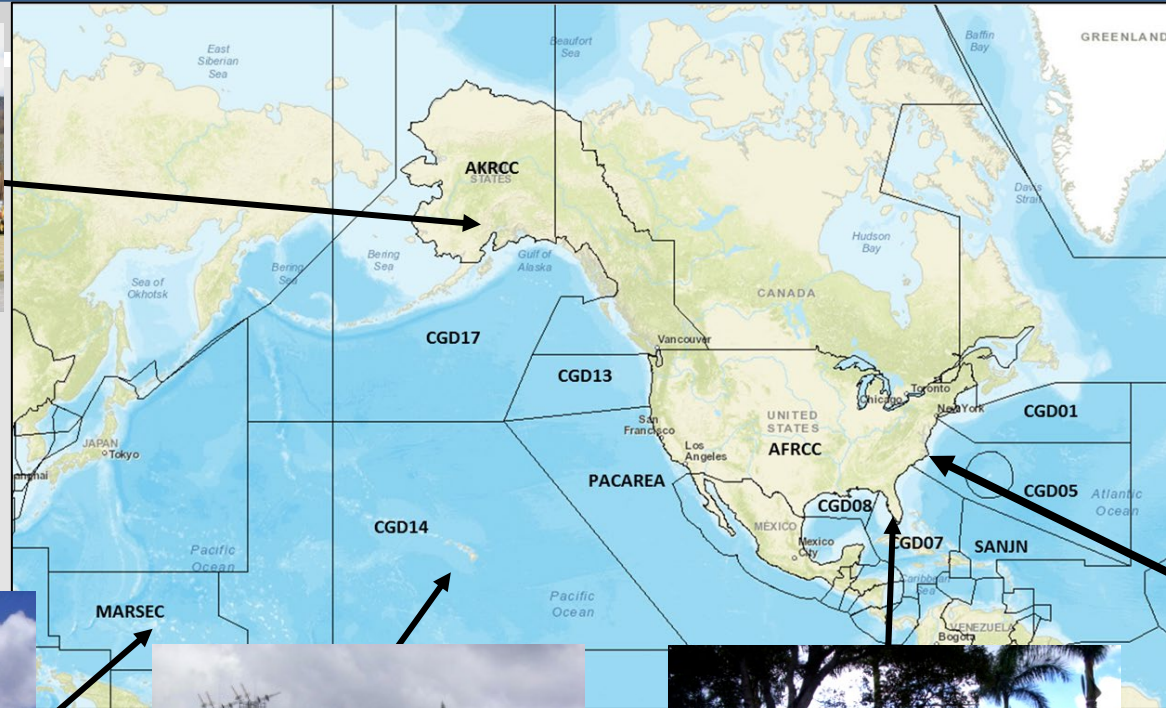 East
Siberian
Sea
Beaufort
Sea
Baffin
Bay
GREENLAND
AKRCC
STATES
Davis
Strait
Hudson
Bay
Bering
Sea
Bering
Sea
Gulf of
Alaska
Sea of
Okhotsk
CANADA
CGD17
Vancouver
CGD13
Toronto
Chicago
New York
CGD01
San
Francisco
UNITED
STATES
AFRCC
Los
Angeles
JAPAN
Tokyo
PACAREA
CGD05
Atlantic
Ocean
CGD08
CGD14
MÉXICO
Mexico
City
CGD07
SANJN
Pacific
Ocean
Caribbean
Sea
Pacific
Ocean
MARSEC
VENEZUELA
Bogotá